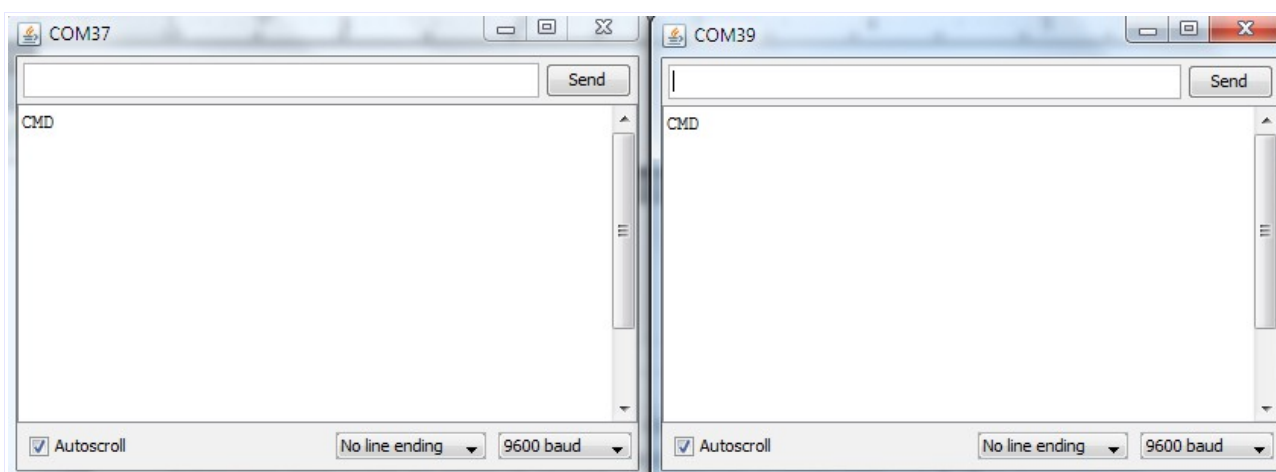 COM37
Send
CMD
Autoscroll
No line ending
9600 baud
COM39
Send
CMD
Autoscroll
No line ending
9600 baud